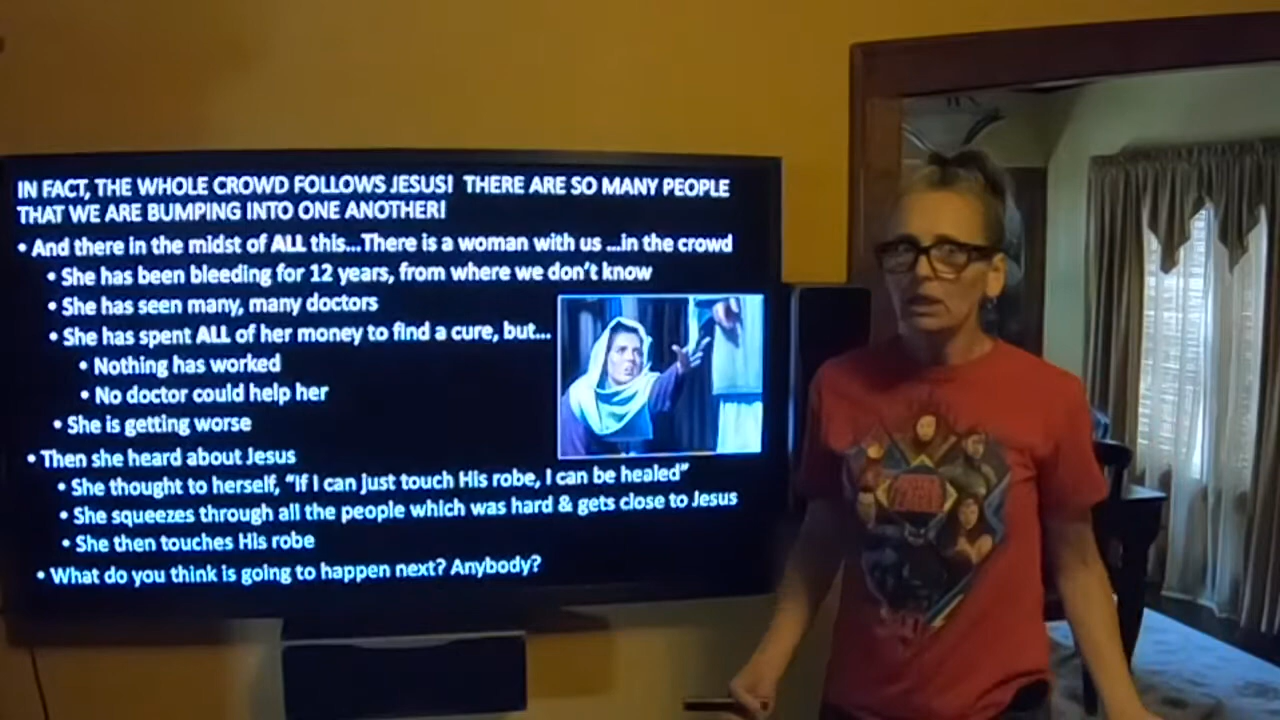 IN FACT, THE WHOLE CROWD FOLLOWS JESUS! THERE ARE SO MANY PEOPLE
THAT WE ARE BUMPING INTO ONE ANOTHER!
• And there in the midst of ALL this...There is a woman with us ...in the crowd
• She has been bleeding for 12 years, from where we don't know
• She has seen many, many doctors
• She has spent ALL of her money to find a cure, but...
• Nothing has worked
• No doctor could help her
• She is getting worse
• Then she heard about Jesus
• She thought to herself, "If I can just touch His robe, I can be healed"
• She squeezes through all the people which was hard & gets close to Jesus
• She then touches His robe
• What do you think is going to happen next? Anybody?